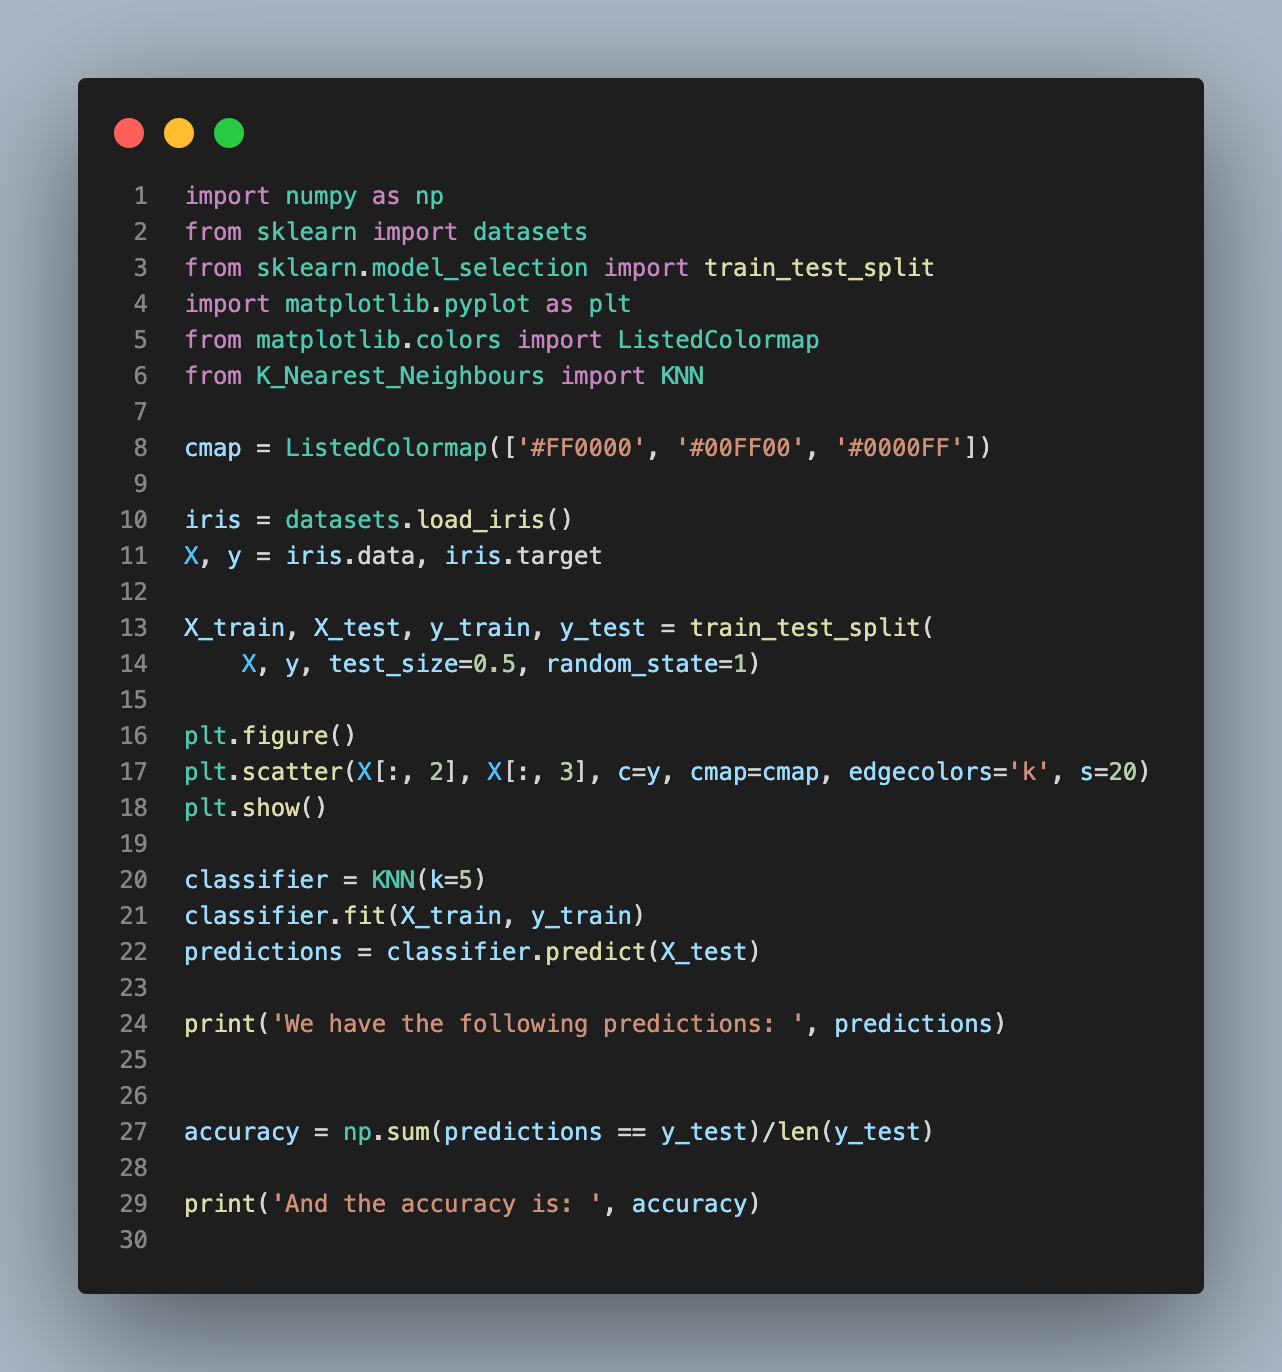 1 import numpy as np
2 from sklearn import datasets
3 from sklearn.model_selection import train_test_split
4 import matplotlib.pyplot as plt
5 from matplotlib.colors import ListedColormap
6 from K_Nearest_Neighbours import KNN
7
8 cmap = ListedColormap(['#FF0000', '#00FF00', '#0000FF'])
9
10 iris = datasets.load_iris()
11 X, y = iris.data, iris.target
12
13 X_train, X_test, y_train, y_test = train_test_split(
14     X, y, test_size=0.5, random_state=1)
15
16 plt.figure()
17 plt.scatter(X[:, 2], X[:, 3], c=y, cmap=cmap, edgecolors='k', s=20)
18 plt.show()
19
20 classifier = KNN(k=5)
21 classifier.fit(X_train, y_train)
22 predictions = classifier.predict(X_test)
23
24 print('We have the following predictions: ', predictions)
25
26
27 accuracy = np.sum(predictions == y_test)/len(y_test)
28
29 print('And the accuracy is: ', accuracy)
30